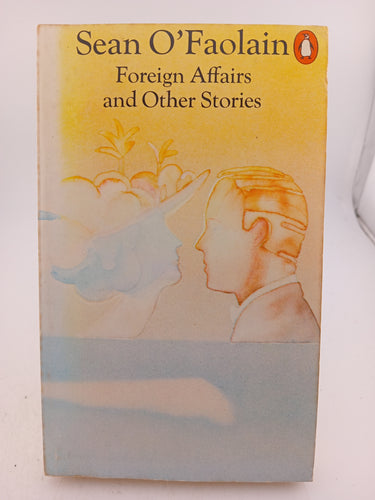 Sean O'Faolain
Foreign Affairs
and Other Stories